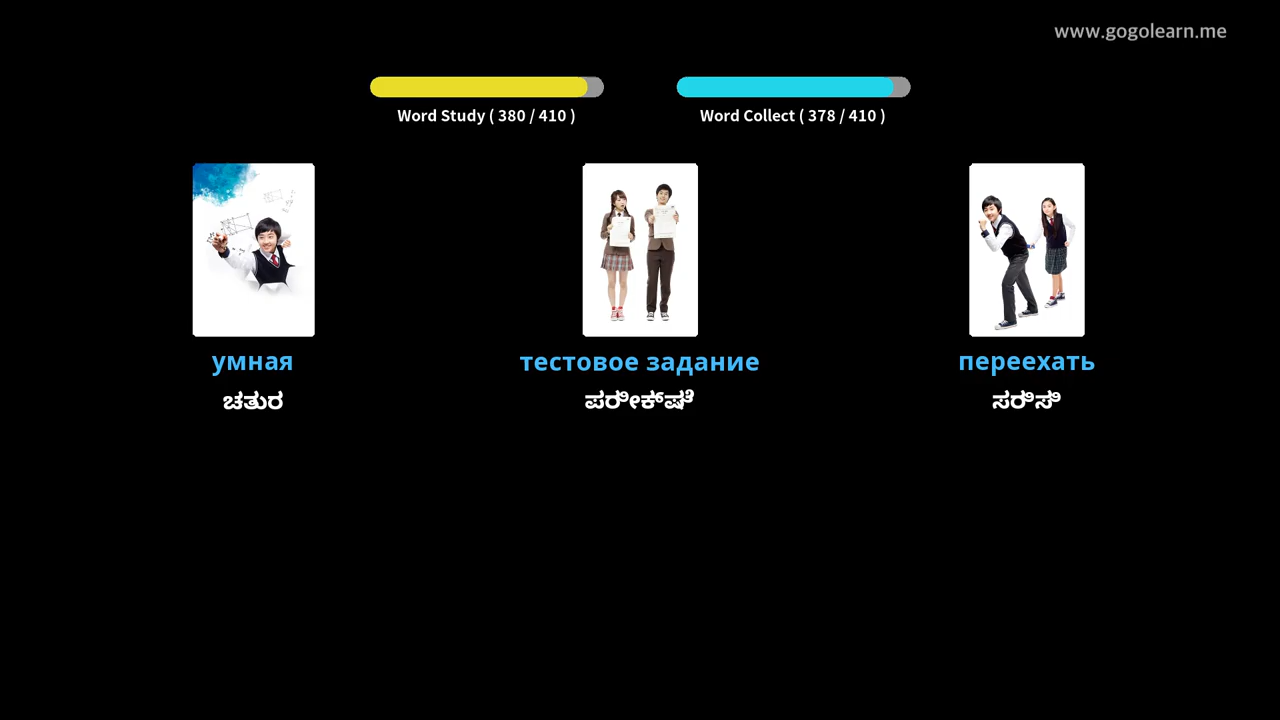 www.gogolearn.me
Word Study ( 380 / 410 )
Word Collect ( 378 / 410 )
умная
тестовое задание
переехать
ಚತುರ
ಪರೀಕ್ಷೆ
ಸರಿಸಿ